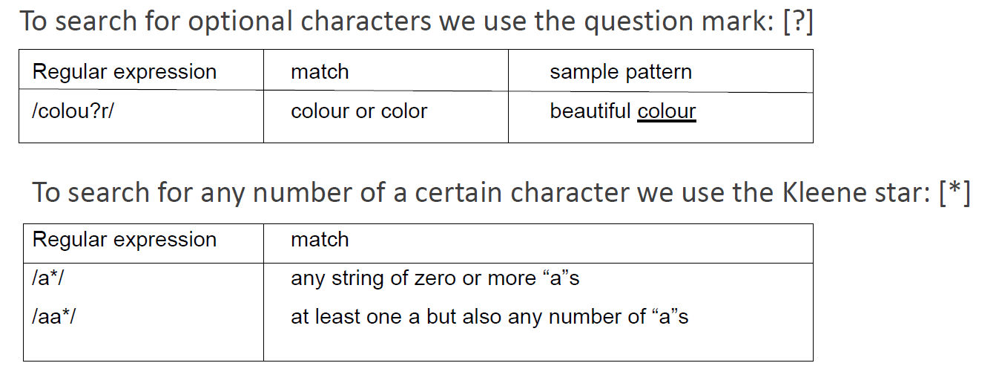 To search for optional characters we use the question mark: [?]
Regular expression match sample pattern
/colou?r/ colour or color beautiful colour
To search for any number of a certain character we use the Kleene star: [*]
Regular expression match
/a*/ any string of zero or more “a”s
/aa*/ at least one a but also any number of “a”s